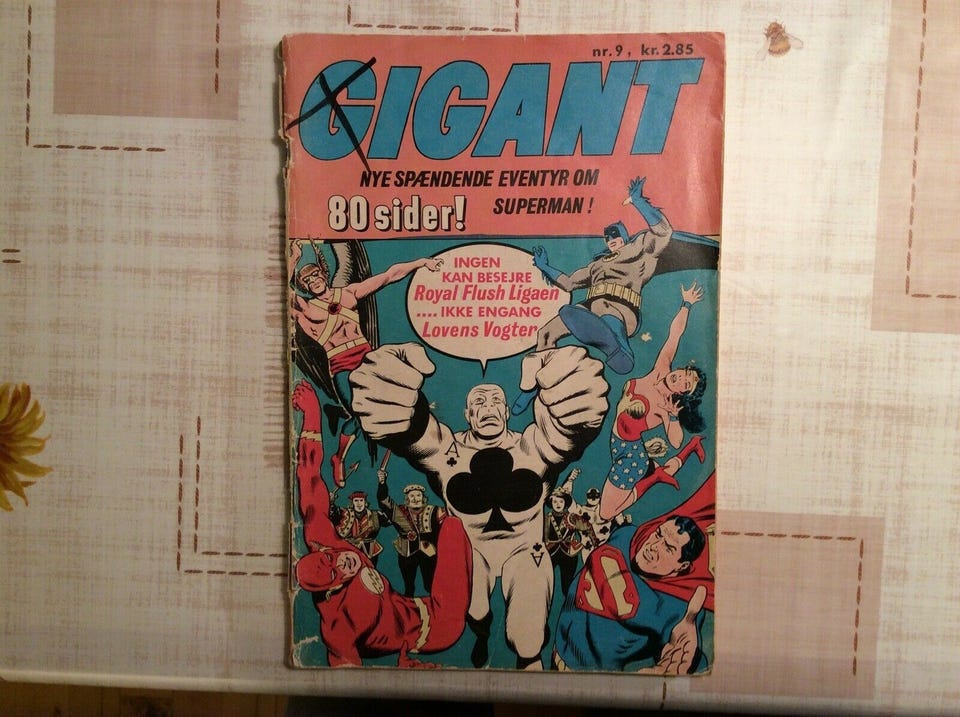 nr. 9, kr. 2.85
GIGANT
NYE SPÆNDENDE EVENTYR OM
80 sider! SUPERMAN!
INGEN
KAN BESEJRE
Royal Flush Ligaen
.... IKKE ENGANG
Lovens Vogter
A
A